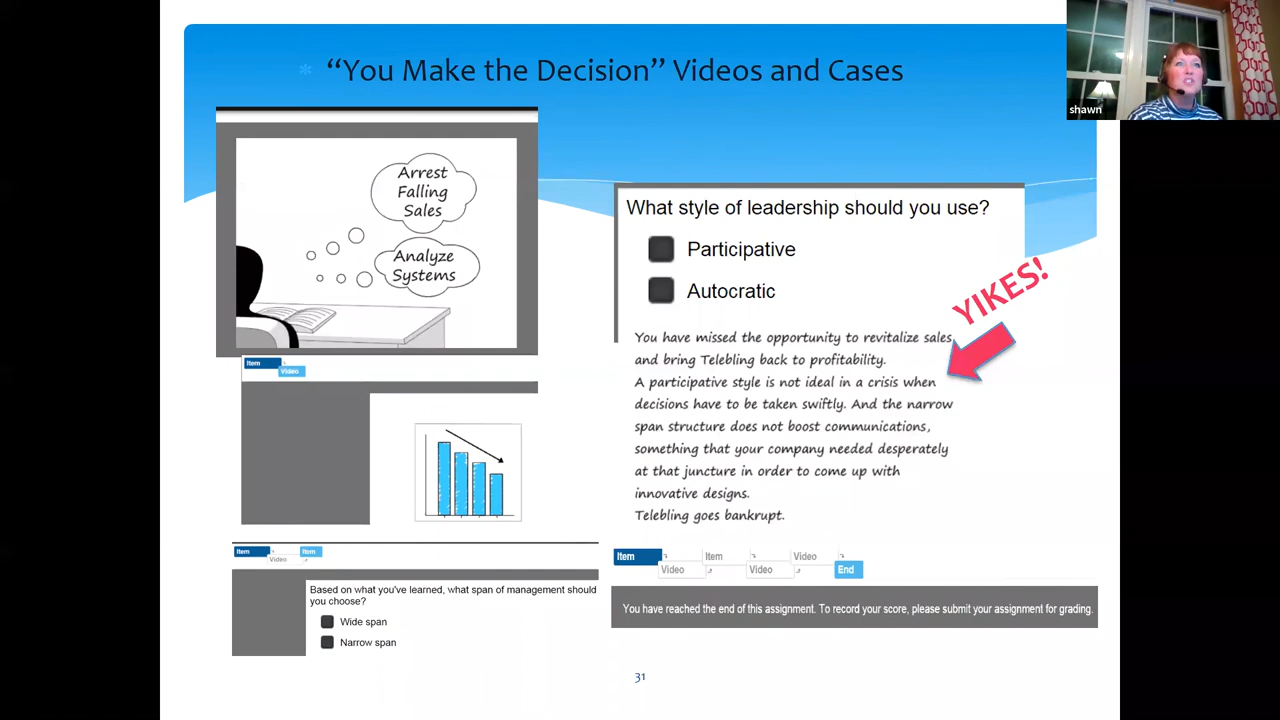 * "You Make the Decision" Videos and Cases
shawn
Arrest
Falling
Sales
Analyze
Systems
Item
Video
Item
Item
Video
Based on what you've learned, what span of management should
you choose?
Wide span
Narrow span
What style of leadership should you use?
Participative
Autocratic
YIKES!
You have missed the opportunity to revitalize sales
and bring Telebling back to profitability.
A participative style is not ideal in a crisis when
decisions have to be taken swiftly. And the narrow
span structure does not boost communications,
something that your company needed desperately
at that juncture in order to come up with
innovative designs.
Telebling goes bankrupt.
Item Item Video
Video Video End
You have reached the end of this assignment. To record your score, please submit your assignment for grading.
31